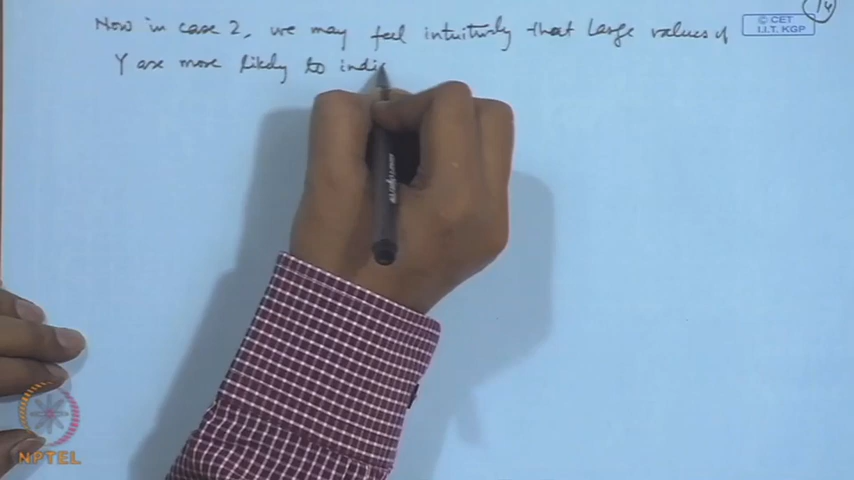 Now in case 2, we may feel intuitively that large values of
Y are more likely to indi
© CET
I.I.T. KGP
14
NPTEL